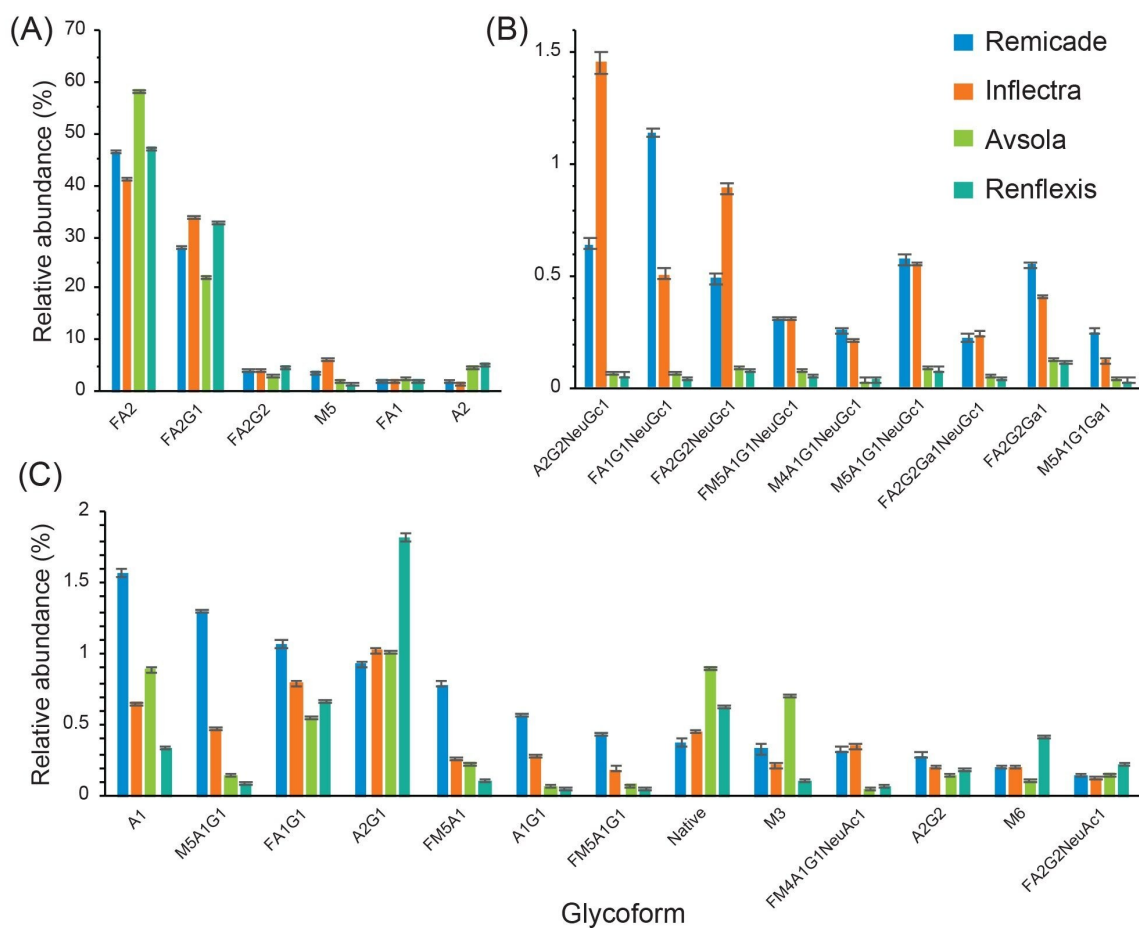 (A)
Relative abundance (%)
70
60
50
40
30
20
10
0
FA2
FA2G1
FA2G2
M5
FA1
A2
(B)
1.5
1
0.5
0
A2G2NeuGc1
FA1G1NeuGc1
FA2G2NeuGc1
FM5A1G1NeuGc1
M4A1G1NeuGc1
M5A1G1NeuGc1
FA2G2Ga1NeuGc1
FA2G2Ga1
M5A1G1Ga1
Remicade
Inflectra
Avsola
Renflexis
(C)
Relative abundance (%)
2
1.5
1
0.5
0
A1
M5A1G1
FA1G1
A2G1
FM5A1
A1G1
FM5A1G1
Native
M3
FM4A1G1NeuAc1
A2G2
M6
FA2G2NeuAc1
Glycoform